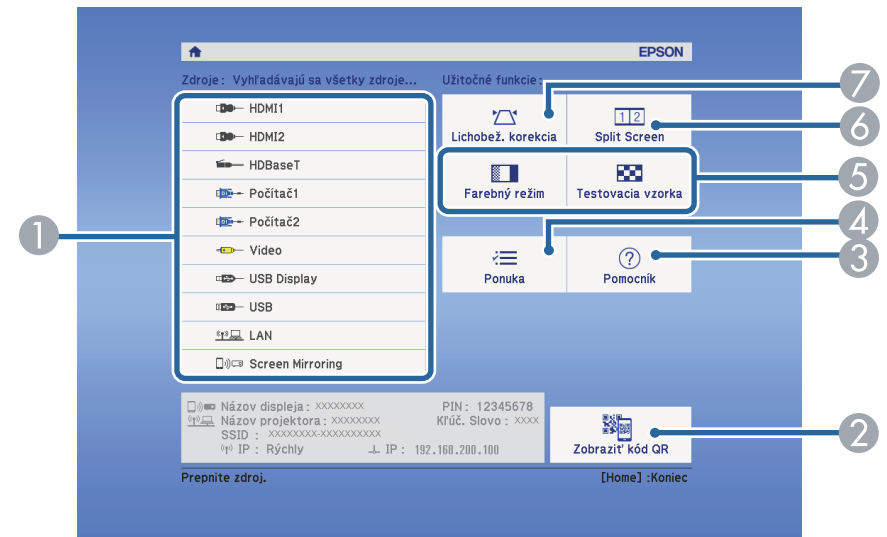 EPSON
Zdroje: Vyhľadávajú sa všetky zdroje...
Užitočné funkcie:
HDMI1
HDMI2
HDBaseT
Počítač1
Počítač2
Video
USB Display
USB
LAN
Screen Mirroring
Lichobež. korekcia
1 2
Split Screen
Farebný režim
Testovacia vzorka
Ponuka
?
Pomocník
Názov displeja: XXXXXXXX
PIN: 12345678
Názov projektora: XXXXXXXX
Kľúč. Slovo: XXXX
SSID : XXXXXXXX-XXXXXXXXXX
IP : Rýchly
IP: 192.168.200.100
Zobraziť kód QR
Prepnite zdroj.
[Home] :Koniec
1
7
6
5
4
3
2